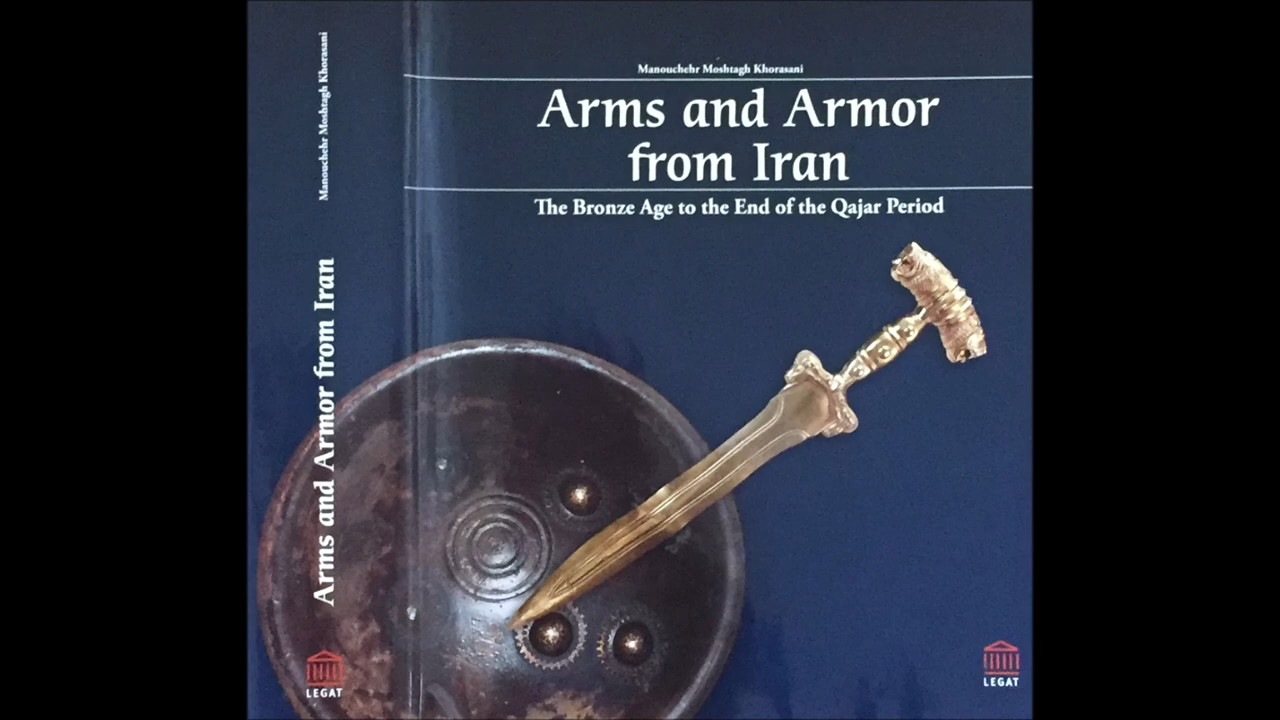 Manouchehr Moshtagh Khorasani
Arms and Armor from Iran
LEGAT
Manouchehr Moshtagh Khorasani
Arms and Armor
from Iran
The Bronze Age to the End of the Qajar Period
LEGAT